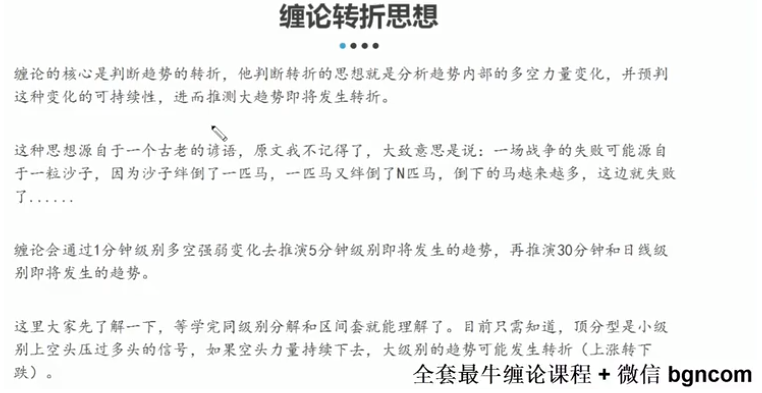 缠论转折思想
缠论的核心是判断趋势的转折，他判断转折的思想就是分析趋势内部的多空力量变化，并预判
这种变化的可持续性，进而推测大趋势即将发生转折。
这种思想源自于一个古老的谚语，原文我不记得了，大致意思是说：一场战争的失败可能源自
于一粒沙子，因为沙子绊倒了一匹马，一匹马又绊倒了N匹马，倒下的马越来越多，这边就失败
了......
缠论会通过1分钟级别多空强弱变化去推演5分钟级别即将发生的趋势，再推演30分钟和日线级
别即将发生的趋势。
这里大家先了解一下，等学完同级别分解和区间套就能理解了。目前只需知道，顶分型是小级
别上空头压过多头的信号，如果空头力量持续下去，大级别的趋势可能发生转折（上涨转下
跌）。
全套最牛缠论课程 + 微信 bgncom